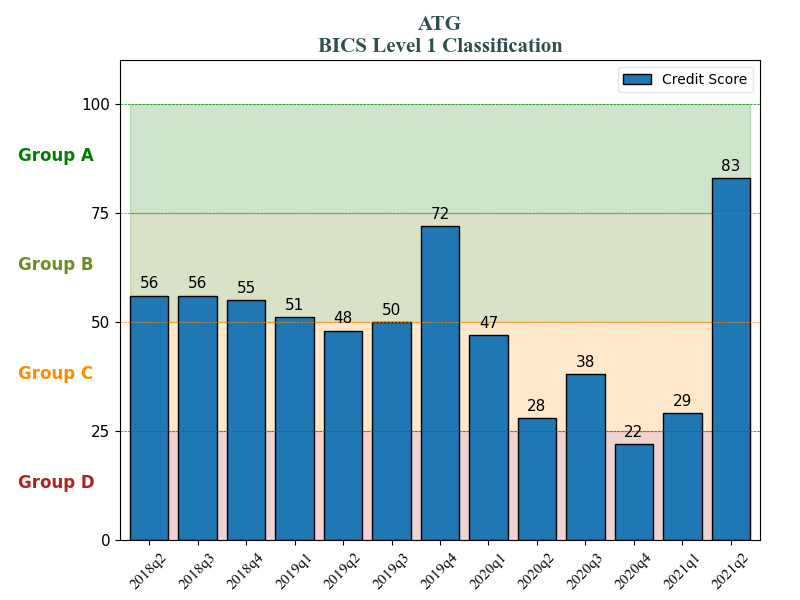 ATG
BICS Level 1 Classification
Credit Score
100
Group A
83
75
72
Group B
56 56 55 51 48 50 47
50
38
Group C
28 22 29
25
Group D
0
2018q2 2018q3 2018q4 2019q1 2019q2 2019q3 2019q4 2020q1 2020q2 2020q3 2020q4 2021q1 2021q2